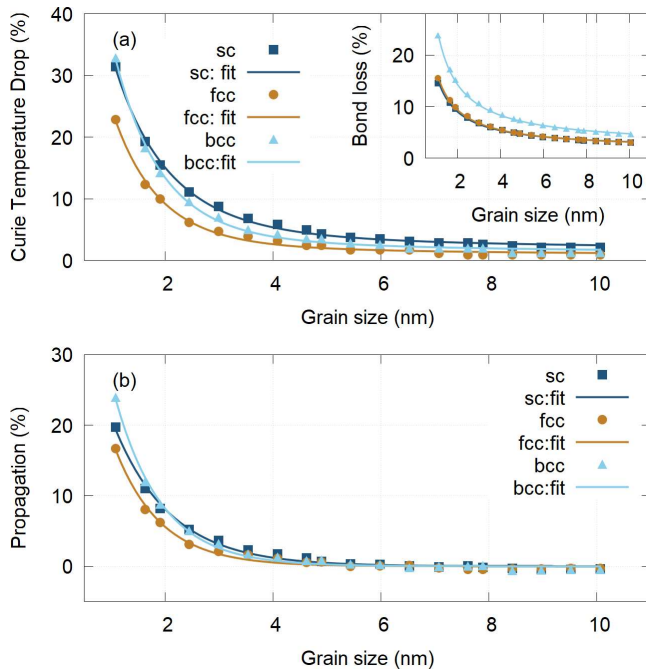 (a)
sc
sc: fit
fcc
fcc: fit
bcc
bcc:fit
Curie Temperature Drop (%)
40
30
20
10
0
2
4
6
8
10
Grain size (nm)
Bond loss (%)
20
10
0
2
4
6
8
10
Grain size (nm)
(b)
sc
sc:fit
fcc
fcc:fit
bcc
bcc:fit
Propagation (%)
30
20
10
0
2
4
6
8
10
Grain size (nm)